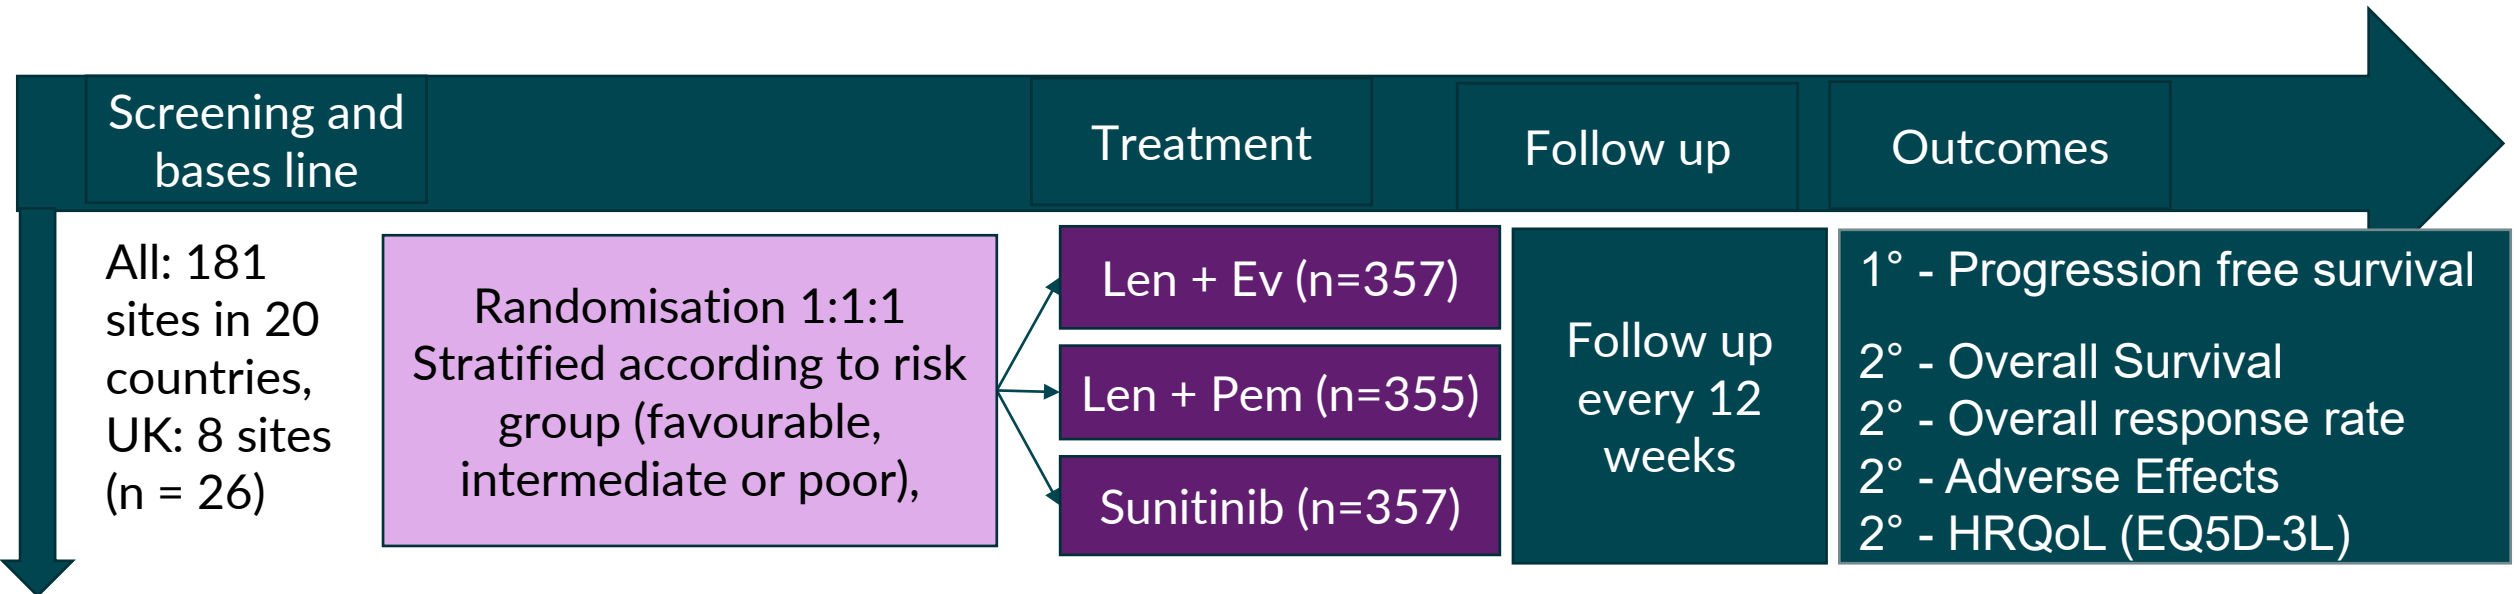 Screening and
bases line
Treatment
Follow up
Outcomes
All: 181
sites in 20
countries,
UK: 8 sites
(n = 26)
Randomisation 1:1:1
Stratified according to risk
group (favourable,
intermediate or poor),
Len + Ev (n=357)
Len + Pem (n=355)
Sunitinib (n=357)
Follow up
every 12
weeks
1° - Progression free survival
2° - Overall Survival
2° - Overall response rate
2° - Adverse Effects
2° - HRQoL (EQ5D-3L)